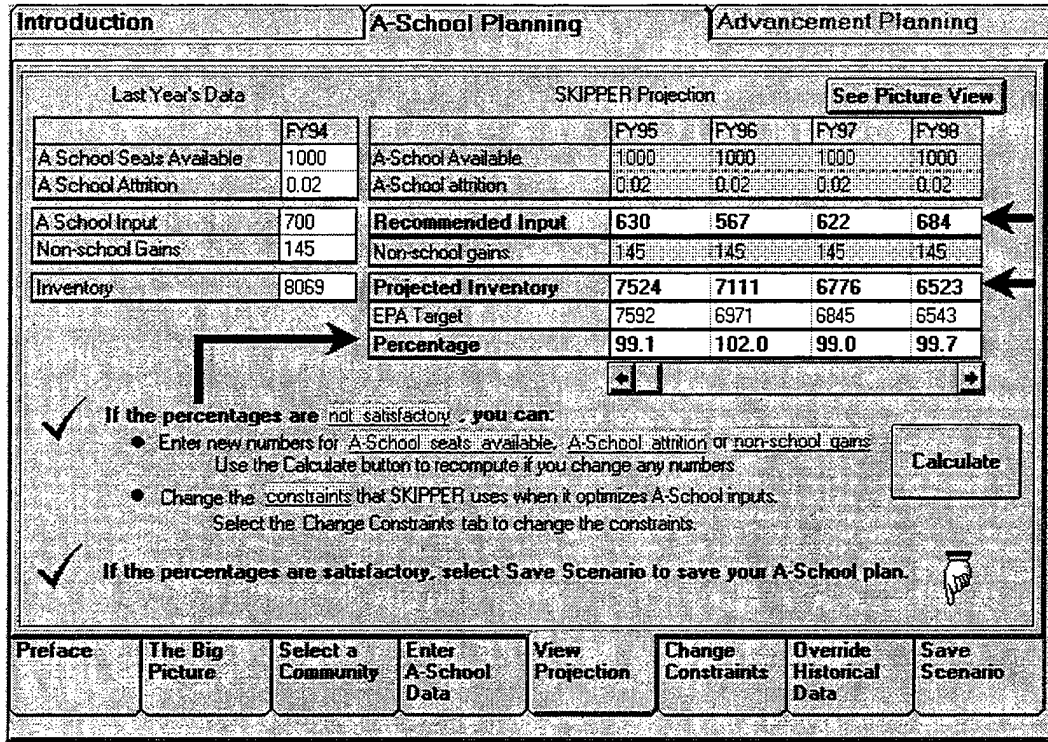 Introduction A-School Planning Advancement Planning
Last Year's Data SKIPPER Projection See Picture View
FY94 FY95 FY96 FY97 FY98
A School Seats Available 1000 A-School Available 1000 1000 1000 1000
A School Attrition 0.02 A-School attrition 0.02 0.02 0.02 0.02
A School Input 700 Recommended Input 630 567 622 684
Non-school Gains 145 Non-school gains 145 145 145 145
Inventory 8069 Projected Inventory 7524 7111 6776 6523
EPA Target 7592 6971 6845 6543
Percentage 99.1 102.0 99.0 99.7
If the percentages are not satisfactory , you can:
● Enter new numbers for A-School seats available, A-School attrition or non-school gains
Use the Calculate button to recompute if you change any numbers
Calculate
● Change the constraints that SKIPPER uses when it optimizes A-School inputs.
Select the Change Constraints tab to change the constraints.
If the percentages are satisfactory, select Save Scenario to save your A-School plan.
Preface The Big Select a Enter View Change Override Save
Picture Community A-School Projection Constraints Historical Scenario
Data Data